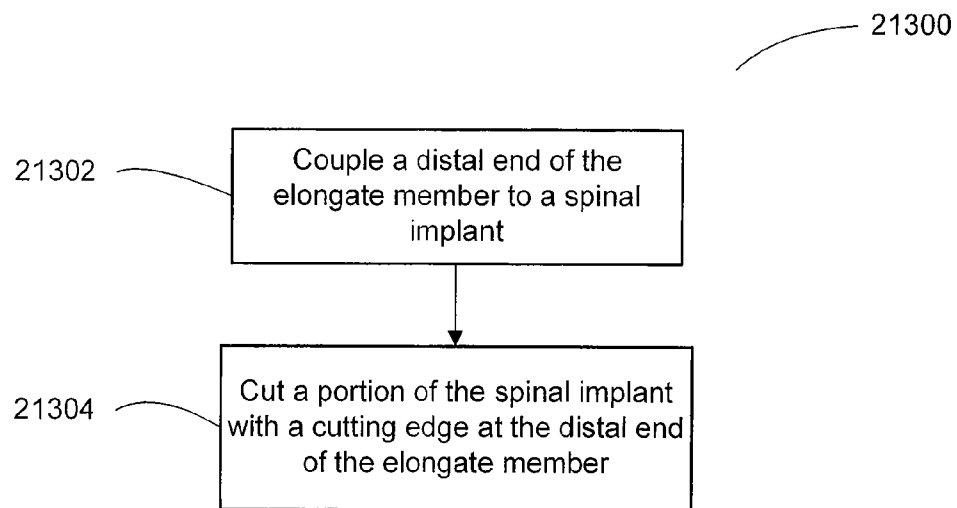 21300
21302
Couple a distal end of the
elongate member to a spinal
implant
21304
Cut a portion of the spinal implant
with a cutting edge at the distal end
of the elongate member